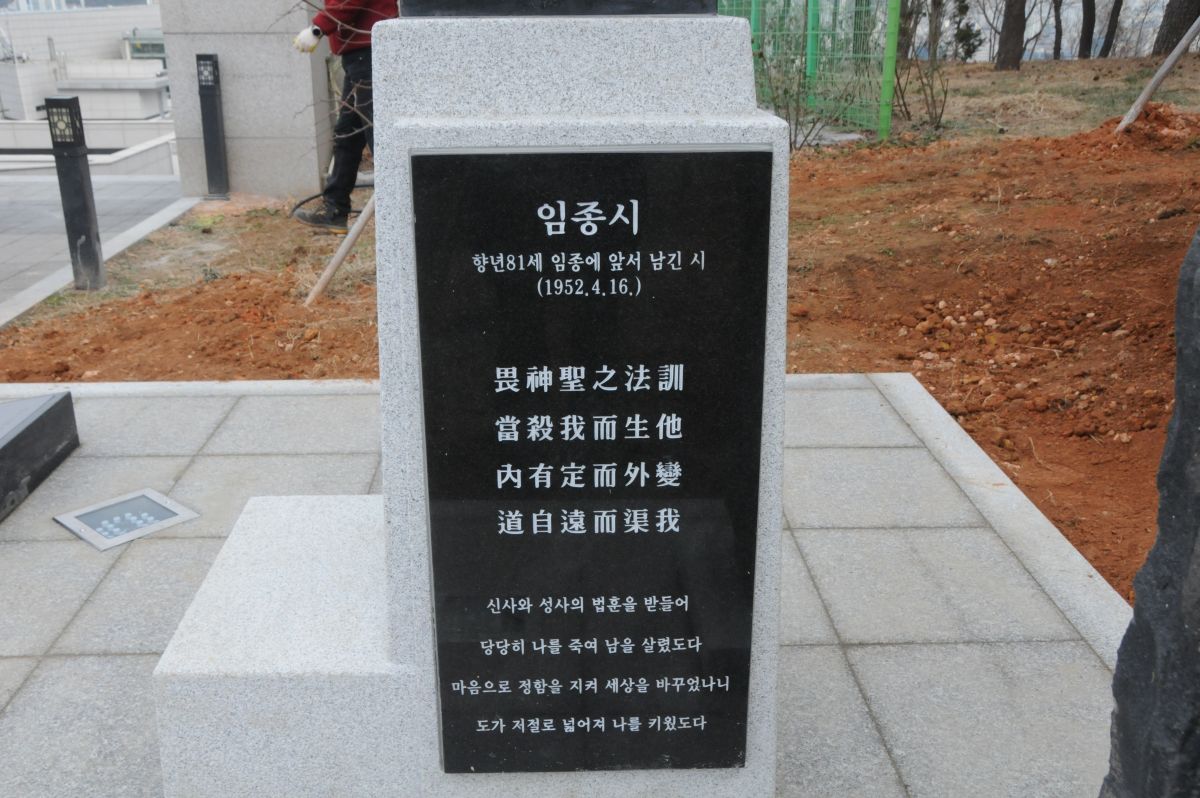 임종시
향년81세 임종에 앞서 남긴 시
(1952.4.16.)
畏神聖之法訓
當殺我而生他
內有定而外變
道自遠而渠我
신사와 성사의 법훈을 받들어
당당히 나를 죽여 남을 살렸도다
마음으로 정함을 지켜 세상을 바꾸었나니
도가 저절로 넓어져 나를 키웠도다